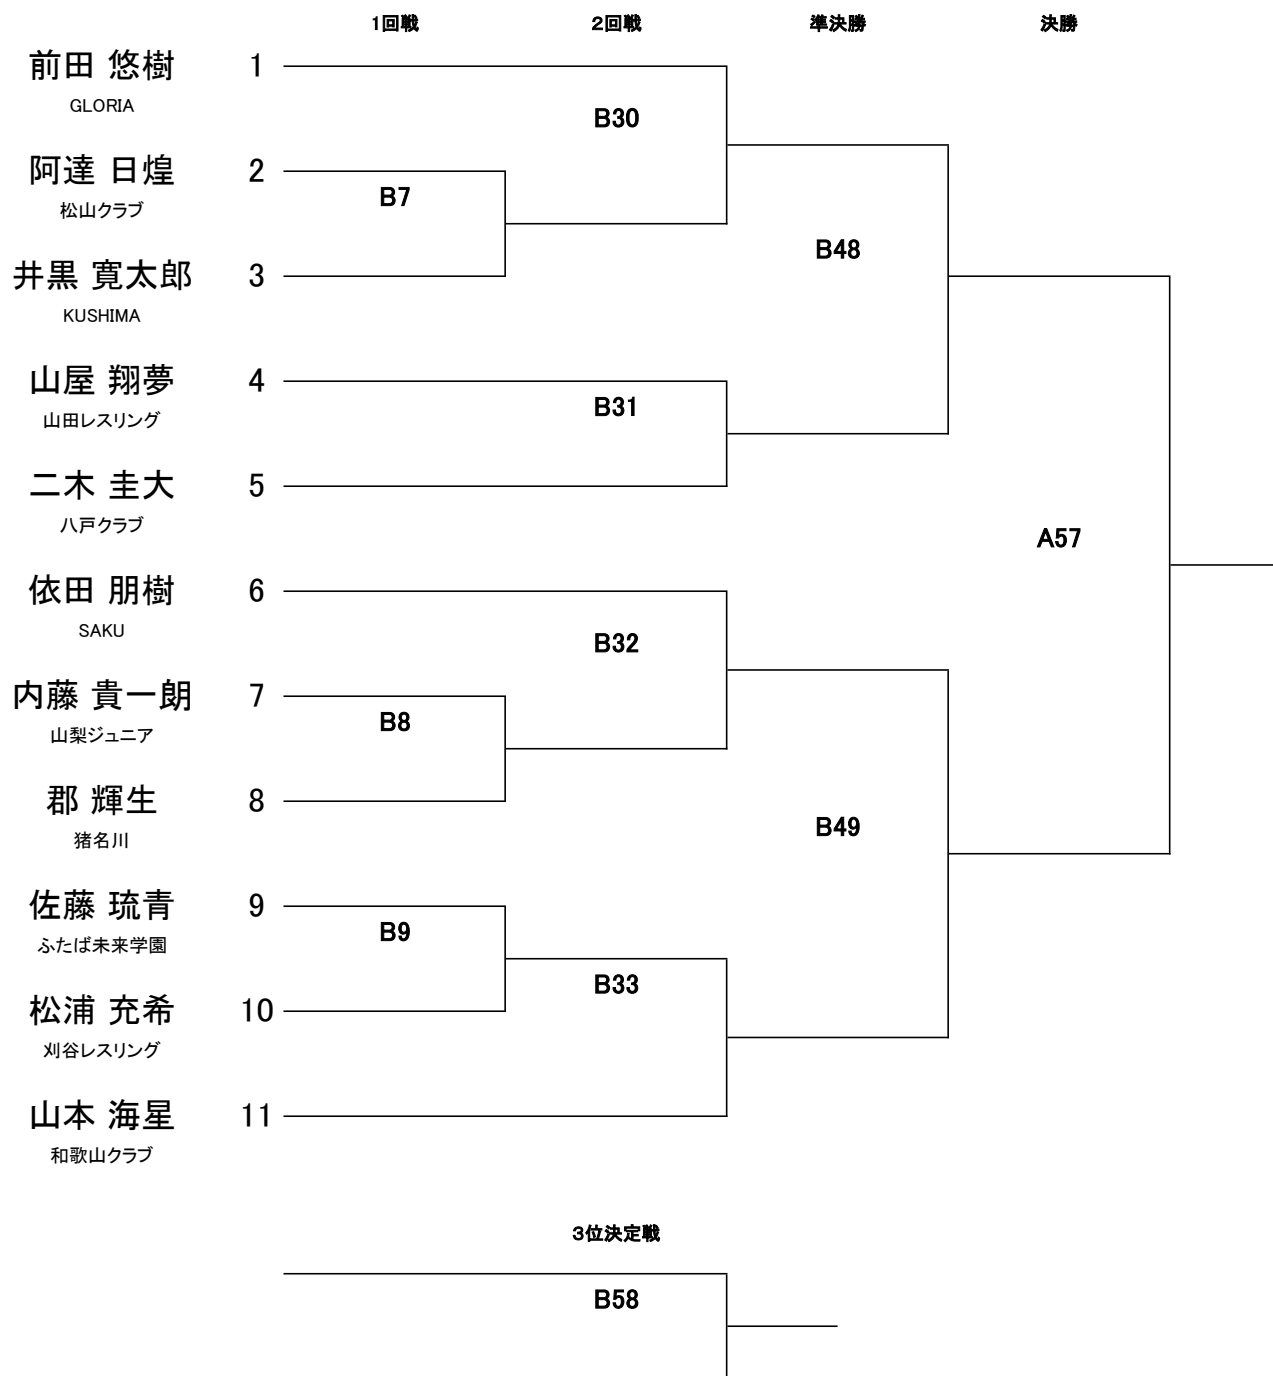 1回戦 2回戦 準決勝 決勝
前田 悠樹 1
GLORIA
B30
阿達 日煌 2
B7
松山クラブ
B48
井黒 寛太郎 3
KUSHIMA
山屋 翔夢 4
B31
山田レスリング
二木 圭大 5
八戸クラブ
A57
依田 朋樹 6
SAKU
B32
内藤 貴一朗 7
B8
山梨ジュニア
郡 輝生 8
B49
猪名川
佐藤 琉青 9
B9
ふたば未来学園
B33
松浦 充希 10
刈谷レスリング
山本 海星 11
和歌山クラブ
3位決定戦
B58